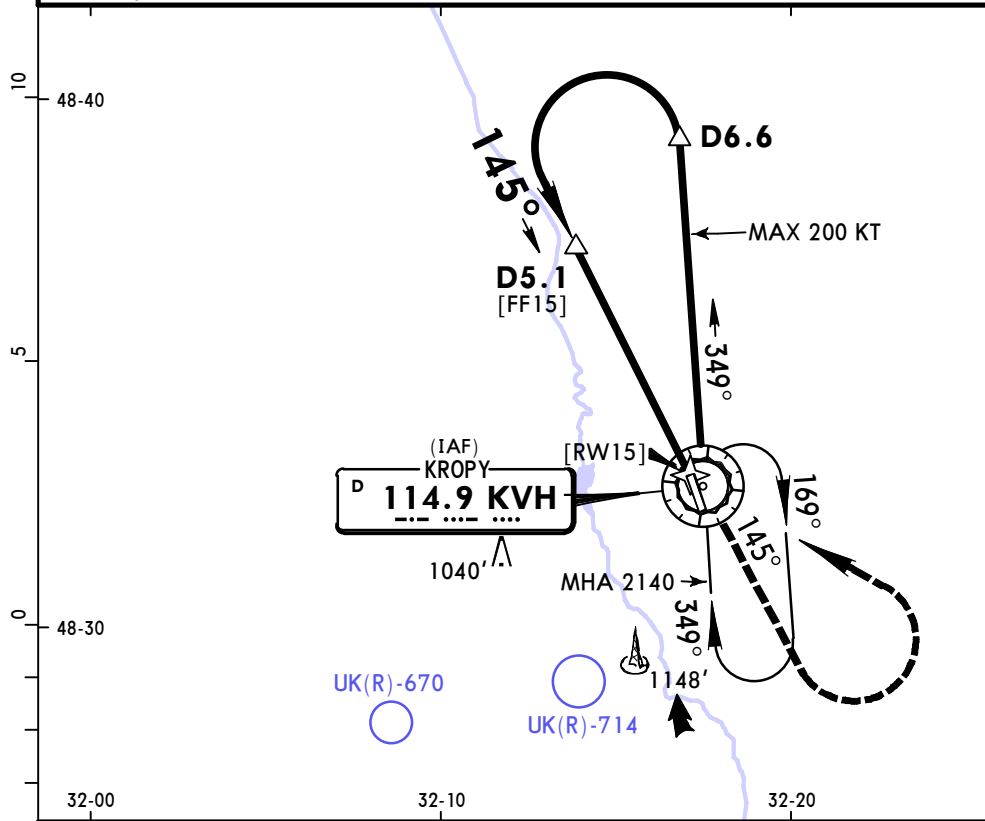 10
48-40
D6.6
145°
MAX 200 KT
D5.1
[FF15]
5
349°
(IAF)
KROPY
[RW15]
D 114.9 KVH
169°
145°
1040'
MHA 2140
349°
0
48-30
1148'
UK(R)-670
UK(R)-714
32-00
32-10
32-20